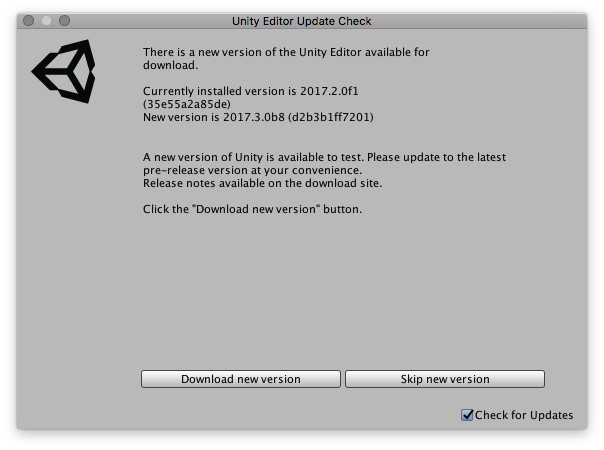 Unity Editor Update Check
There is a new version of the Unity Editor available for
download.
Currently installed version is 2017.2.0f1
(35e55a2a85de)
New version is 2017.3.0b8 (d2b3b1ff7201)
A new version of Unity is available to test. Please update to the latest
pre-release version at your convenience.
Release notes available on the download site.
Click the "Download new version" button.
Download new version
Skip new version
Check for Updates